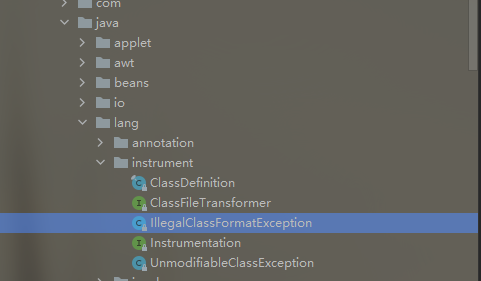 com
java
applet
awt
beans
io
lang
annotation
instrument
ClassDefinition
ClassFileTransformer
IllegalClassFormatException
Instrumentation
UnmodifiableClassException